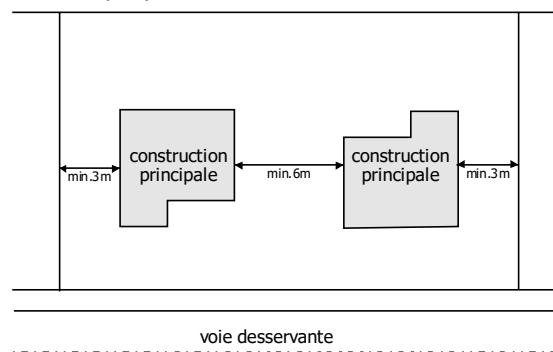 construction
principale
construction
principale
min.3m
min.6m
min.3m
voie desservante